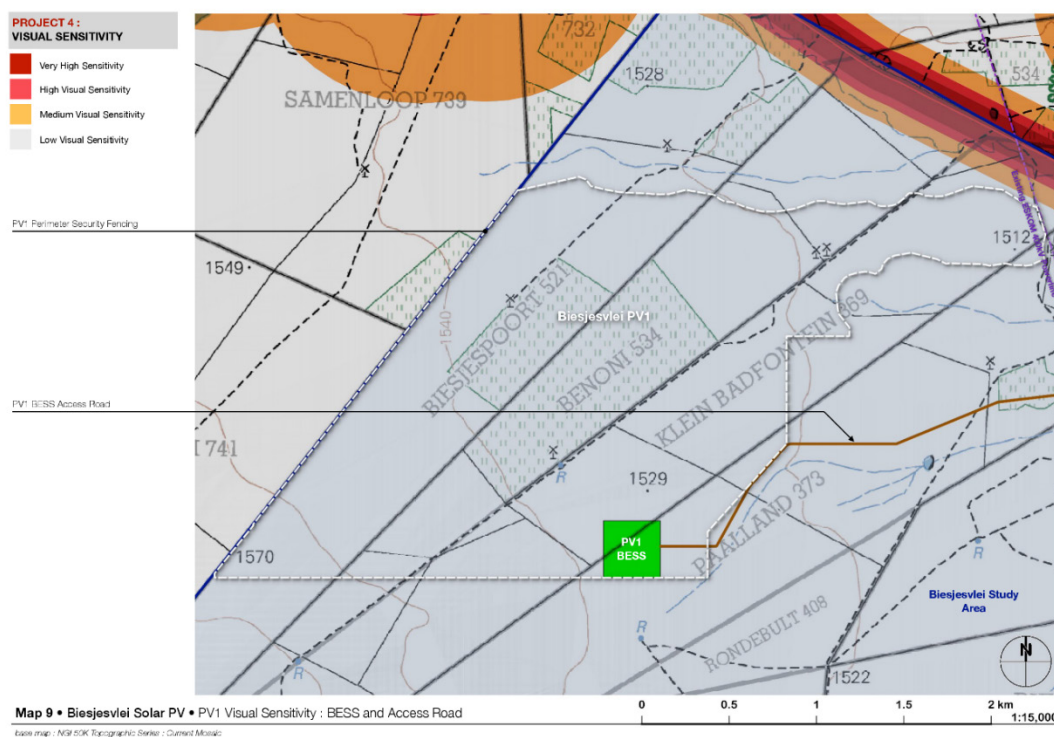 PROJECT 4 :
VISUAL SENSITIVITY
Very High Sensitivity
High Visual Sensitivity
Medium Visual Sensitivity
Low Visual Sensitivity
732
534
1528
SAMENLOOP 739
PV1 Perimeter Security Fencing
1549
1512
BIESJESPOORT 521
Biesjesvlei PV1
1540
BENONI 534
KLEIN BADFONTEIN 369
PV1 BESS Access Road
741
R
1529
PAALLAND 373
PV1
BESS
1570
R
Biesjesvlei Study
Area
R
RONDEBULT 408
R
N
1522
Map 9 • Biesjesvlei Solar PV • PV1 Visual Sensitivity : BESS and Access Road
0 0.5 1 1.5 2 km
1:15,000
base map : NGI 50K Topographic Series : Current Mosaic